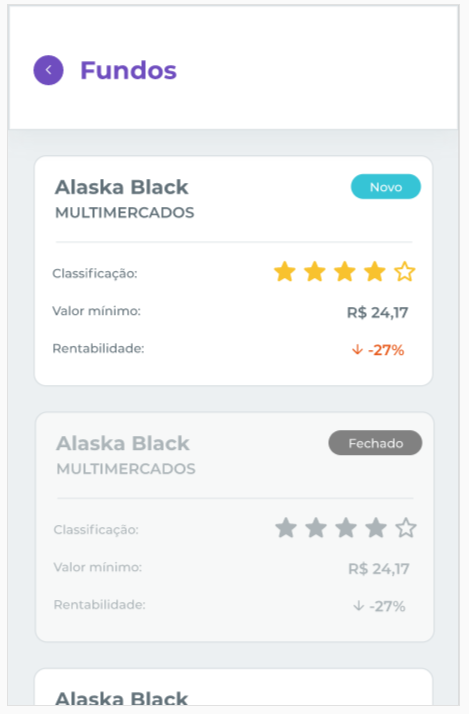 Fundos
Alaska Black
Novo
MULTIMERCADOS
Classificação:
Valor mínimo:
R$ 24,17
Rentabilidade:
-27%
Alaska Black
Fechado
MULTIMERCADOS
Classificação:
Valor mínimo:
R$ 24,17
Rentabilidade:
-27%
Alaska Black